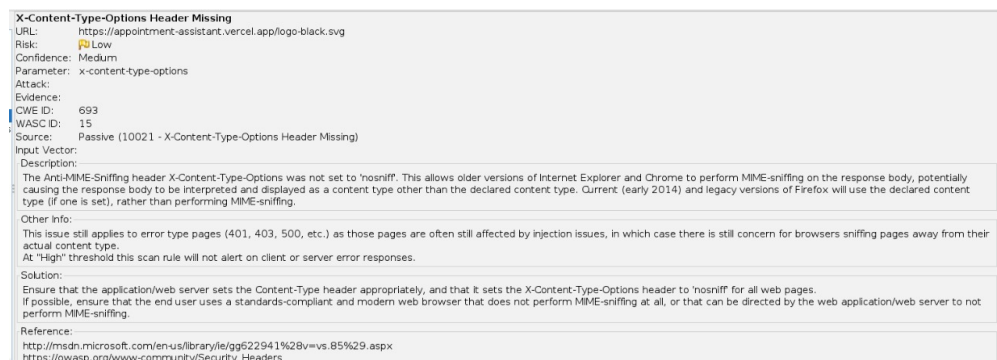 X-Content-Type-Options Header Missing
URL: https://appointment-assistant.vercel.app/logo-black.svg
Risk: Low
Confidence: Medium
Parameter: x-content-type-options
Attack:
Evidence:
CWE ID: 693
WASC ID: 15
Source: Passive (10021 - X-Content-Type-Options Header Missing)
Input Vector:
Description:
The Anti-MIME-Sniffing header X-Content-Type-Options was not set to 'nosniff'. This allows older versions of Internet Explorer and Chrome to perform MIME-sniffing on the response body, potentially
causing the response body to be interpreted and displayed as a content type other than the declared content type. Current (early 2014) and legacy versions of Firefox will use the declared content
type (if one is set), rather than performing MIME-sniffing.
Other Info:
This issue still applies to error type pages (401, 403, 500, etc.) as those pages are often still affected by injection issues, in which case there is still concern for browsers sniffing pages away from their
actual content type.
At "High" threshold this scan rule will not alert on client or server error responses.
Solution:
Ensure that the application/web server sets the Content-Type header appropriately, and that it sets the X-Content-Type-Options header to 'nosniff' for all web pages.
If possible, ensure that the end user uses a standards-compliant and modern web browser that does not perform MIME-sniffing at all, or that can be directed by the web application/web server to not
perform MIME-sniffing.
Reference:
http://msdn.microsoft.com/en-us/library/ie/gg622941%28v=vs.85%29.aspx
https://owasp.org/www-community/Security_Headers